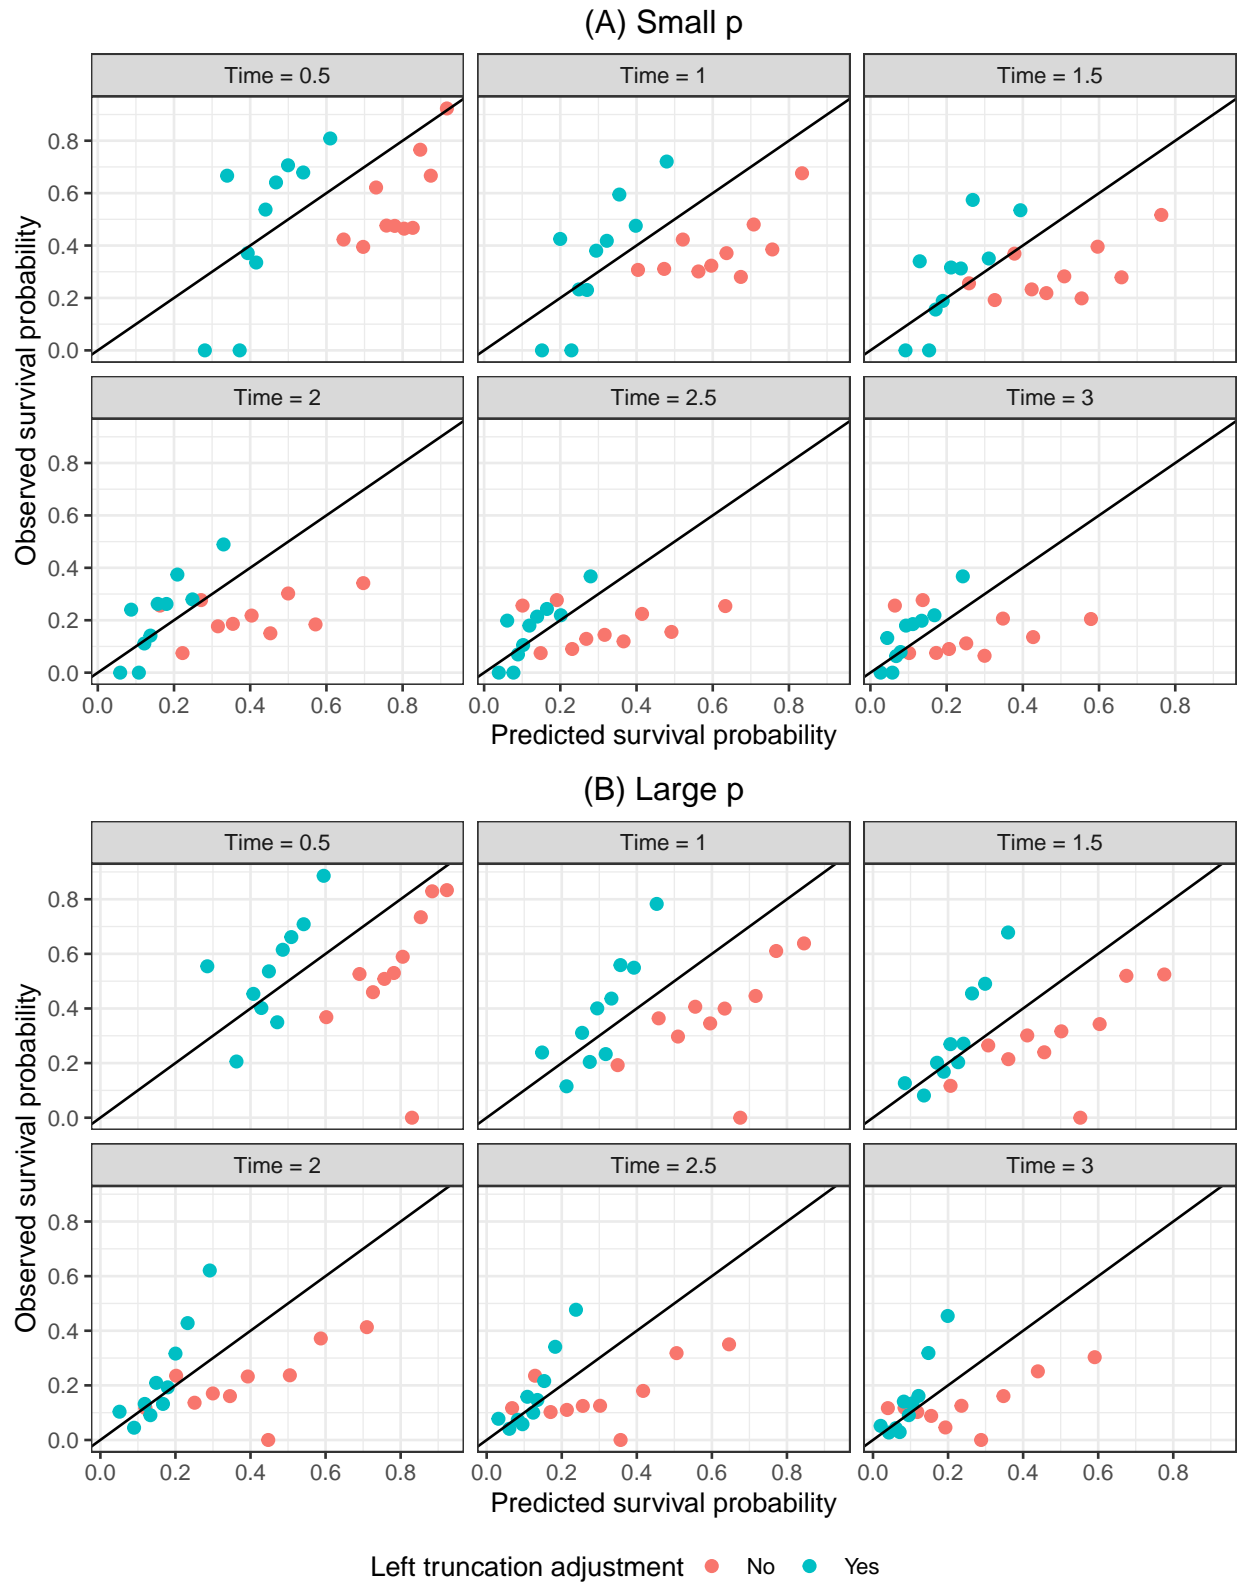 (A) Small p
Time = 0.5
Time = 1
Time = 1.5
0.8
0.6
0.4
0.2
0.0
Time = 2
Time = 2.5
Time = 3
0.8
0.6
0.4
0.2
0.0
0.0 0.2 0.4 0.6 0.8
0.0 0.2 0.4 0.6 0.8
0.0 0.2 0.4 0.6 0.8
Observed survival probability
Predicted survival probability
(B) Large p
Time = 0.5
Time = 1
Time = 1.5
0.8
0.6
0.4
0.2
0.0
Time = 2
Time = 2.5
Time = 3
0.8
0.6
0.4
0.2
0.0
0.0 0.2 0.4 0.6 0.8
0.0 0.2 0.4 0.6 0.8
0.0 0.2 0.4 0.6 0.8
Observed survival probability
Predicted survival probability
Left truncation adjustment No Yes